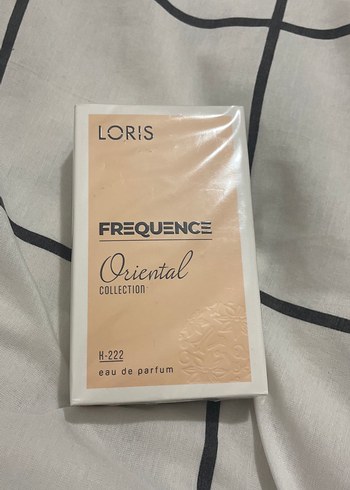 LORIS
FREQUENCE
Oriental
COLLECTION
H-222
eau de parfum